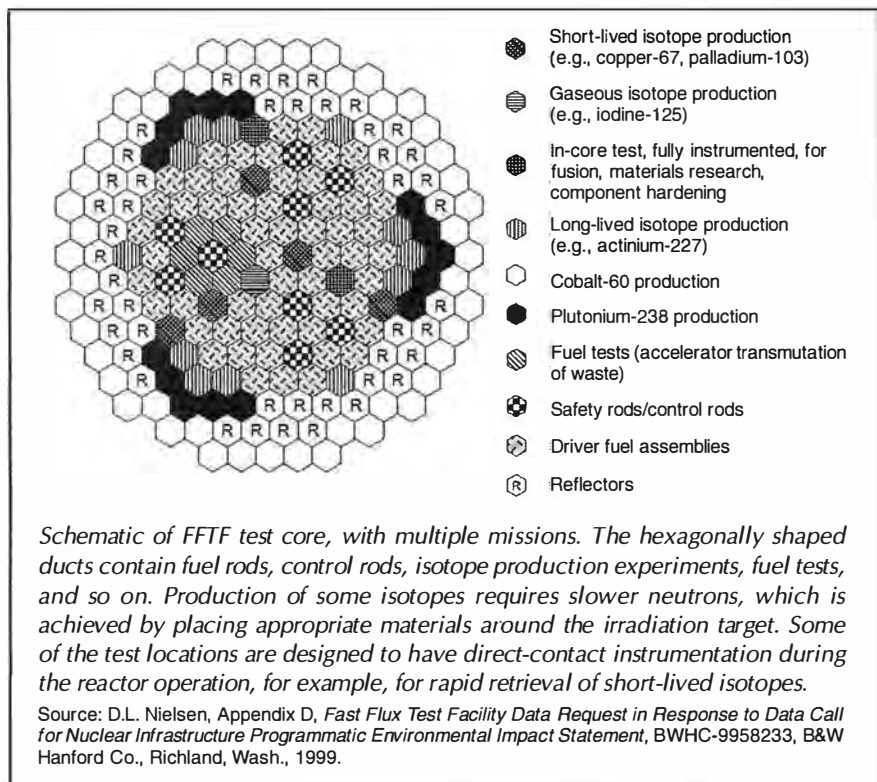 Short-lived isotope production
(e.g., copper-67, palladium-103)
Gaseous isotope production
(e.g., iodine-125)
In-core test, fully instrumented, for
fusion, materials research,
component hardening
Long-lived isotope production
(e.g., actinium-227)
Cobalt-60 production
Plutonium-238 production
Fuel tests (accelerator transmutation
of waste)
Safety rods/control rods
Driver fuel assemblies
R Reflectors
Schematic of FFTF test core, with multiple missions. The hexagonally shaped
ducts contain fuel rods, control rods, isotope production experiments, fuel tests,
and so on. Production of some isotopes requires slower neutrons, which is
achieved by placing appropriate materials around the irradiation target. Some
of the test locations are designed to have direct-contact instrumentation during
the reactor operation, for example, for rapid retrieval of short-lived isotopes.
Source: D.L. Nielsen, Appendix D, Fast Flux Test Facility Data Request in Response to Data Call
for Nuclear Infrastructure Programmatic Environmental Impact Statement, BWHC-9958233, B&W
Hanford Co., Richland, Wash., 1999.